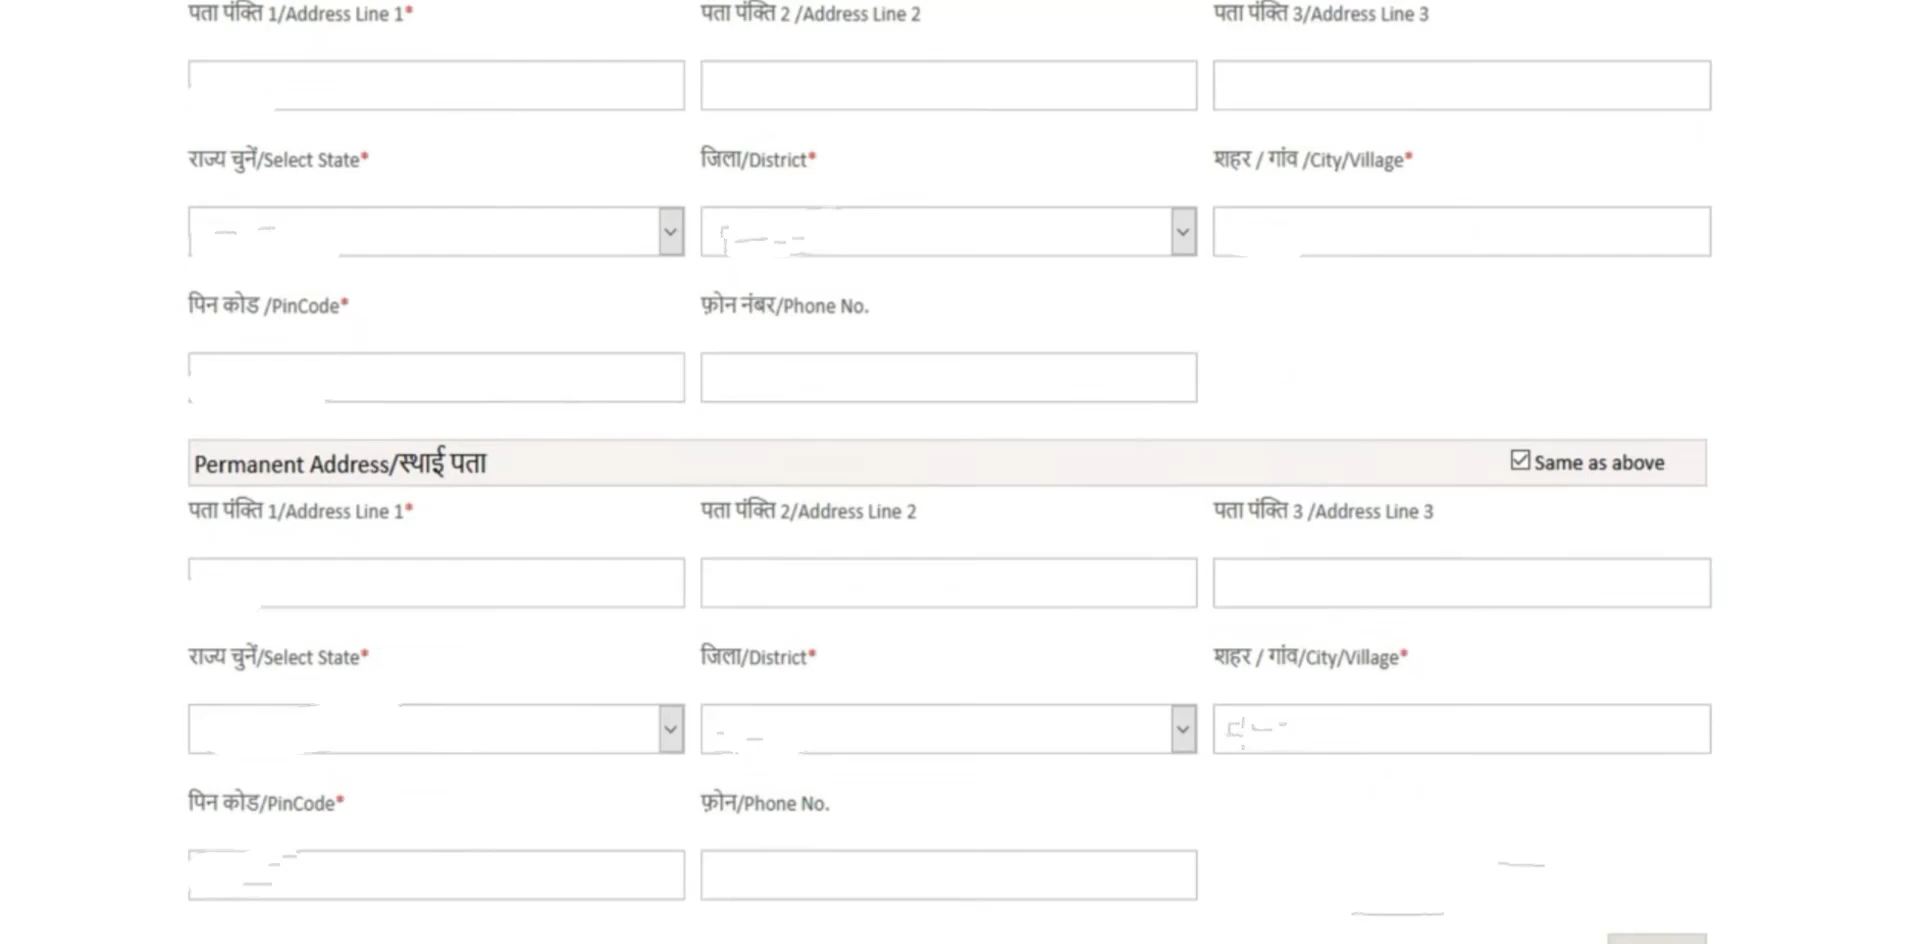 पता पंक्ति 1/Address Line 1* पता पंक्ति 2 /Address Line 2 पता पंक्ति 3/Address Line 3
राज्य चुनें/Select State* जिला/District* शहर / गांव /City/Village*
पिन कोड /PinCode* फ़ोन नंबर/Phone No.
Permanent Address/स्थाई पता Same as above
पता पंक्ति 1/Address Line 1* पता पंक्ति 2/Address Line 2 पता पंक्ति 3 /Address Line 3
राज्य चुनें/Select State* जिला/District* शहर / गांव/City/Village*
पिन कोड/PinCode* फ़ोन/Phone No.